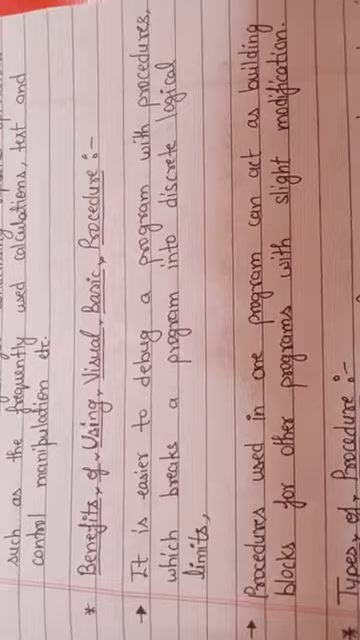 such as the frequently used calculations, text and
control manipulation etc.
* Benefits of Using Visual Basic Procedure :-
→ It is easier to debug a program with procedures,
which breaks a program into discrete logical
limits,
→ Procedures used in one program can act as building
blocks for other programs with slight modification.
* Types of Procedure :-